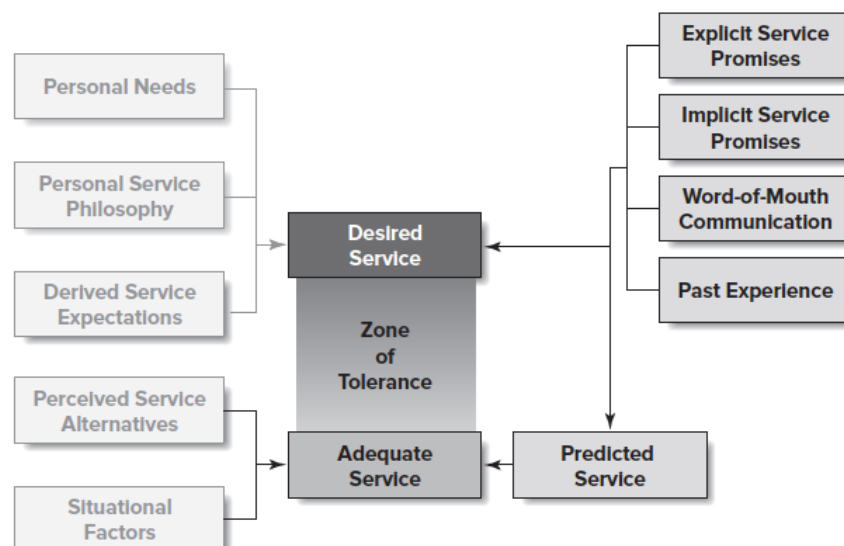 Personal Needs
Personal Service
Philosophy
Derived Service
Expectations
Perceived Service
Alternatives
Situational
Factors
Desired
Service
Zone
of
Tolerance
Adequate
Service
Predicted
Service
Explicit Service
Promises
Implicit Service
Promises
Word-of-Mouth
Communication
Past Experience